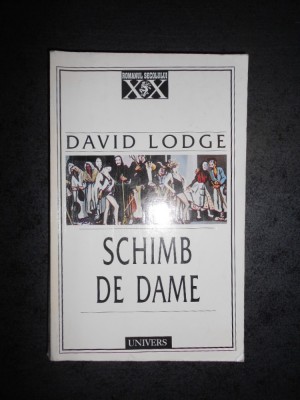 ROMANUL SECOLULUI
XX
DAVID LODGE
SCHIMB
DE DAME
UNIVERS